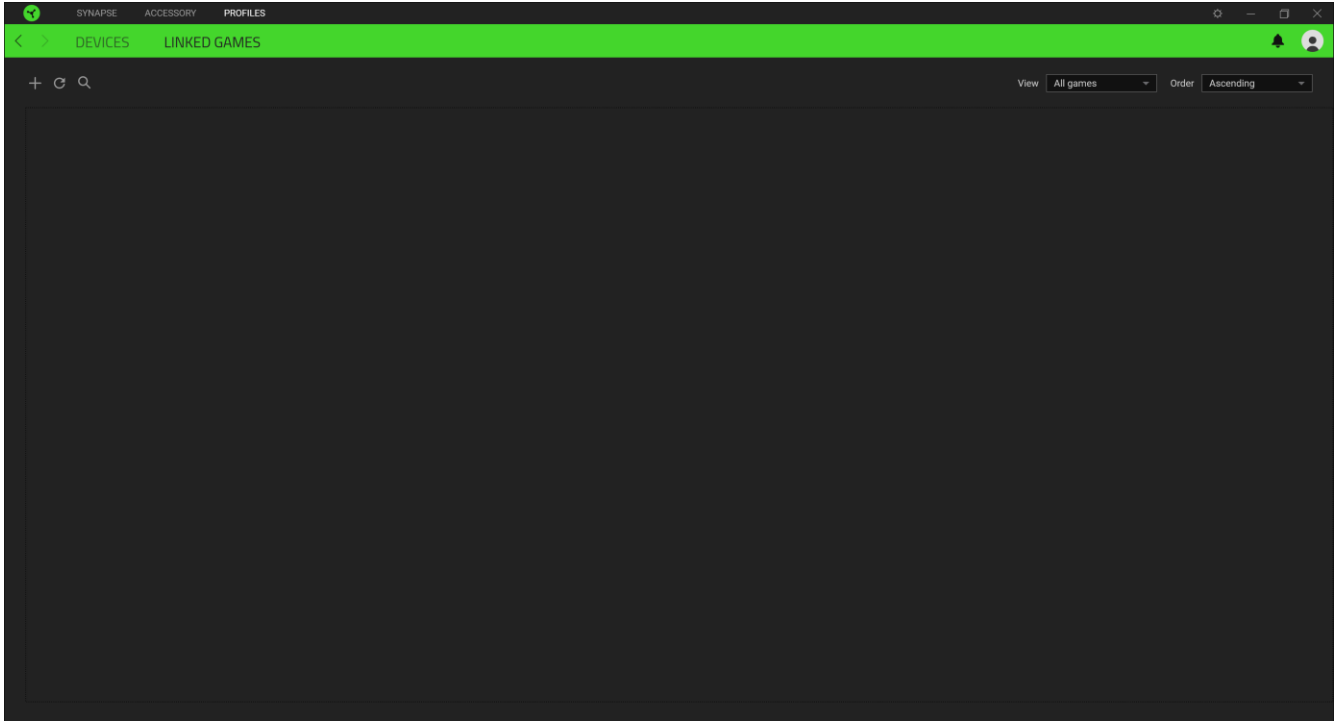 SYNAPSE ACCESSORY PROFILES
DEVICES LINKED GAMES
View All games Order Ascending